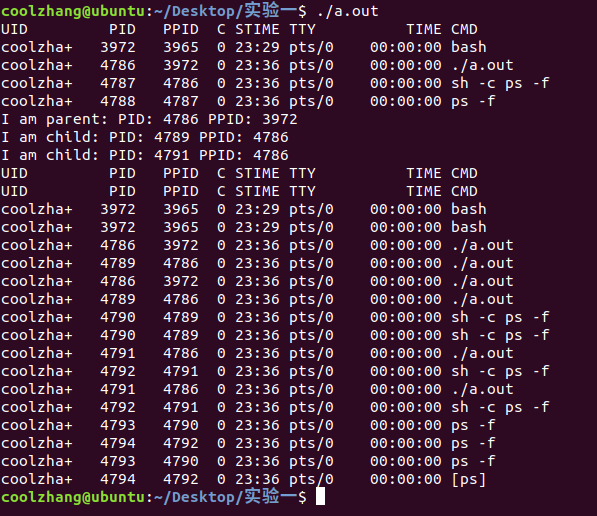 coolzhang@ubuntu:~/Desktop/实验一$ ./a.out
UID        PID   PPID  C STIME TTY          TIME CMD
coolzha+   3972   3965  0 23:29 pts/0    00:00:00 bash
coolzha+   4786   3972  0 23:36 pts/0    00:00:00 ./a.out
coolzha+   4787   4786  0 23:36 pts/0    00:00:00 sh -c ps -f
coolzha+   4788   4787  0 23:36 pts/0    00:00:00 ps -f
I am parent: PID: 4786 PPID: 3972
I am child: PID: 4789 PPID: 4786
I am child: PID: 4791 PPID: 4786
UID        PID   PPID  C STIME TTY          TIME CMD
UID        PID   PPID  C STIME TTY          TIME CMD
coolzha+   3972   3965  0 23:29 pts/0    00:00:00 bash
coolzha+   3972   3965  0 23:29 pts/0    00:00:00 bash
coolzha+   4786   3972  0 23:36 pts/0    00:00:00 ./a.out
coolzha+   4789   4786  0 23:36 pts/0    00:00:00 ./a.out
coolzha+   4786   3972  0 23:36 pts/0    00:00:00 ./a.out
coolzha+   4789   4786  0 23:36 pts/0    00:00:00 ./a.out
coolzha+   4790   4789  0 23:36 pts/0    00:00:00 sh -c ps -f
coolzha+   4790   4789  0 23:36 pts/0    00:00:00 sh -c ps -f
coolzha+   4791   4786  0 23:36 pts/0    00:00:00 ./a.out
coolzha+   4792   4791  0 23:36 pts/0    00:00:00 sh -c ps -f
coolzha+   4791   4786  0 23:36 pts/0    00:00:00 ./a.out
coolzha+   4792   4791  0 23:36 pts/0    00:00:00 sh -c ps -f
coolzha+   4793   4790  0 23:36 pts/0    00:00:00 ps -f
coolzha+   4794   4792  0 23:36 pts/0    00:00:00 ps -f
coolzha+   4793   4790  0 23:36 pts/0    00:00:00 ps -f
coolzha+   4794   4792  0 23:36 pts/0    00:00:00 [ps]
coolzhang@ubuntu:~/Desktop/实验一$